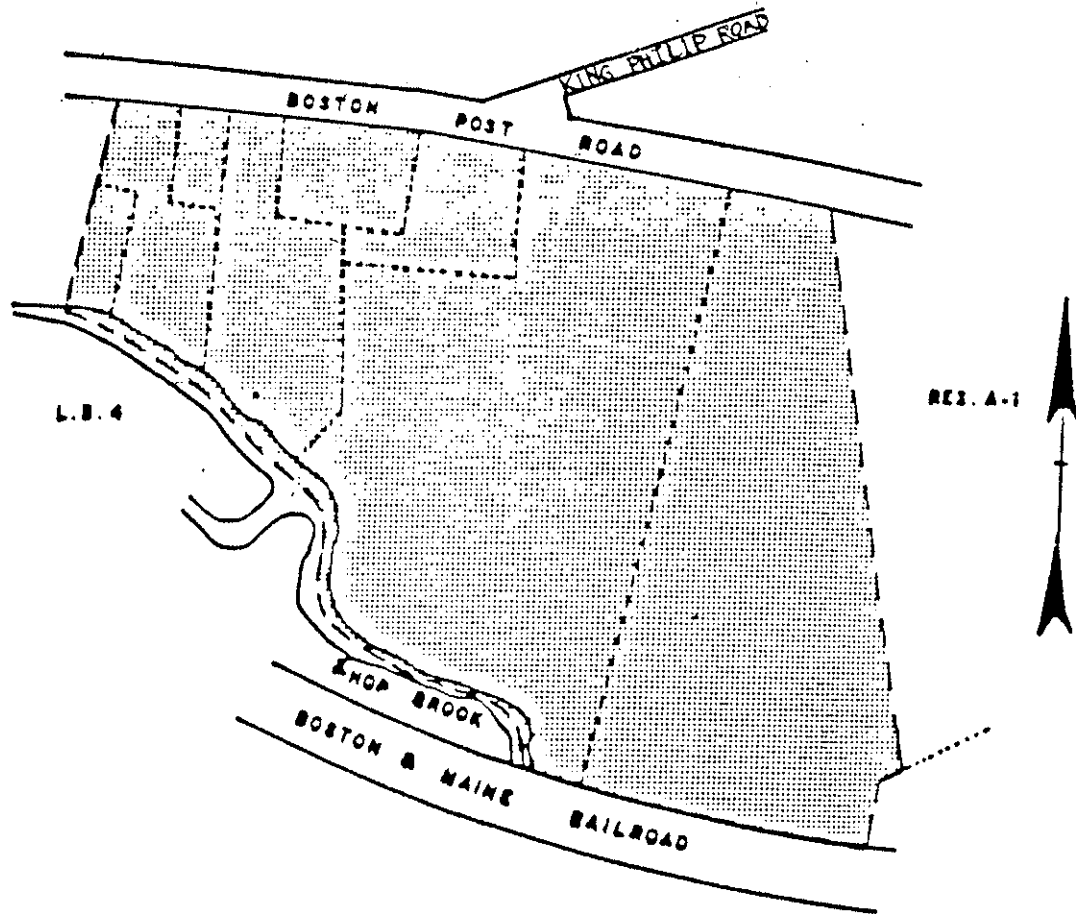 KING PHILIP ROAD
BOSTON POST ROAD
L.B.4
RES. A-1
HOP BROOK
BOSTON & MAINE RAILROAD